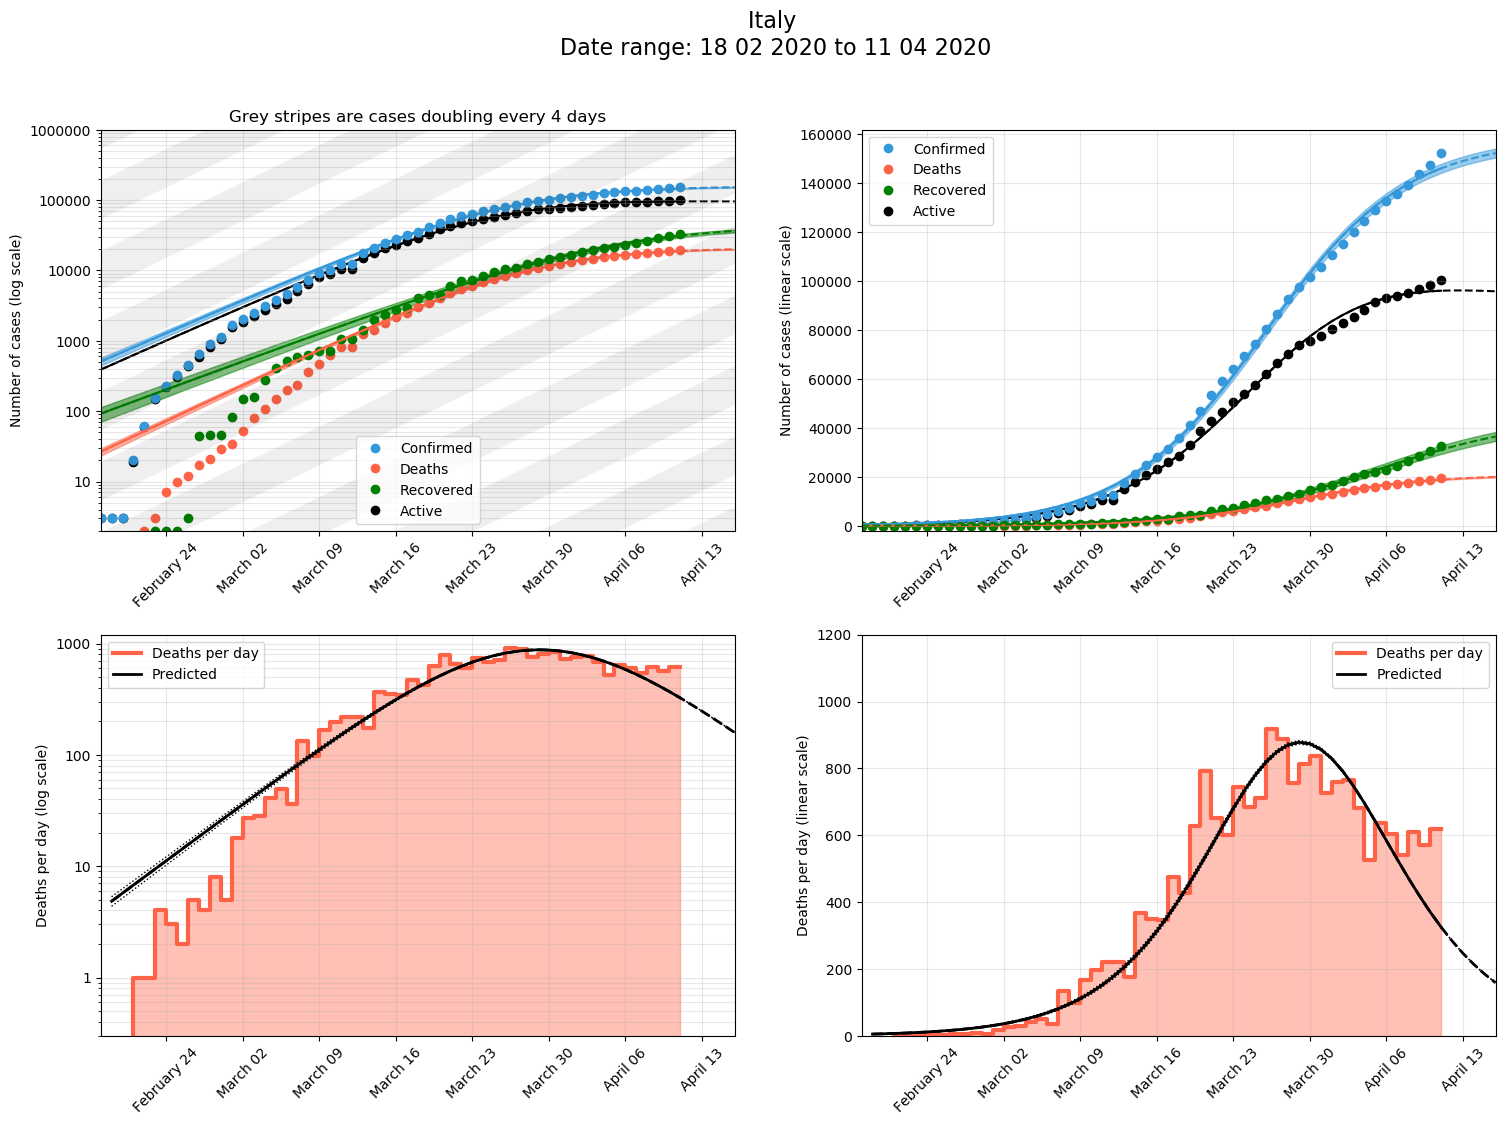 Italy
Date range: 18 02 2020 to 11 04 2020
Grey stripes are cases doubling every 4 days
Number of cases (log scale)
1000000
100000
10000
1000
100
10
Confirmed
Deaths
Recovered
Active
February 24
March 02
March 09
March 16
March 23
March 30
April 06
April 13
Number of cases (linear scale)
160000
140000
120000
100000
80000
60000
40000
20000
0
Confirmed
Deaths
Recovered
Active
February 24
March 02
March 09
March 16
March 23
March 30
April 06
April 13
Deaths per day (log scale)
1000
100
10
1
Deaths per day
Predicted
February 24
March 02
March 09
March 16
March 23
March 30
April 06
April 13
Deaths per day (linear scale)
1200
1000
800
600
400
200
0
Deaths per day
Predicted
February 24
March 02
March 09
March 16
March 23
March 30
April 06
April 13